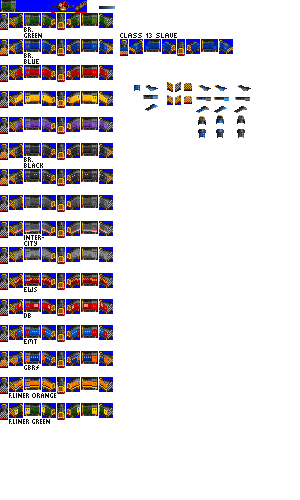 BR.
GREEN
CLASS 13 SLAVE
BR.
BLUE
BR.
BLACK
INTER-
CITY
EWS
DB
EMT
GBRF
F.LINER ORANGE
F.LINER GREEN